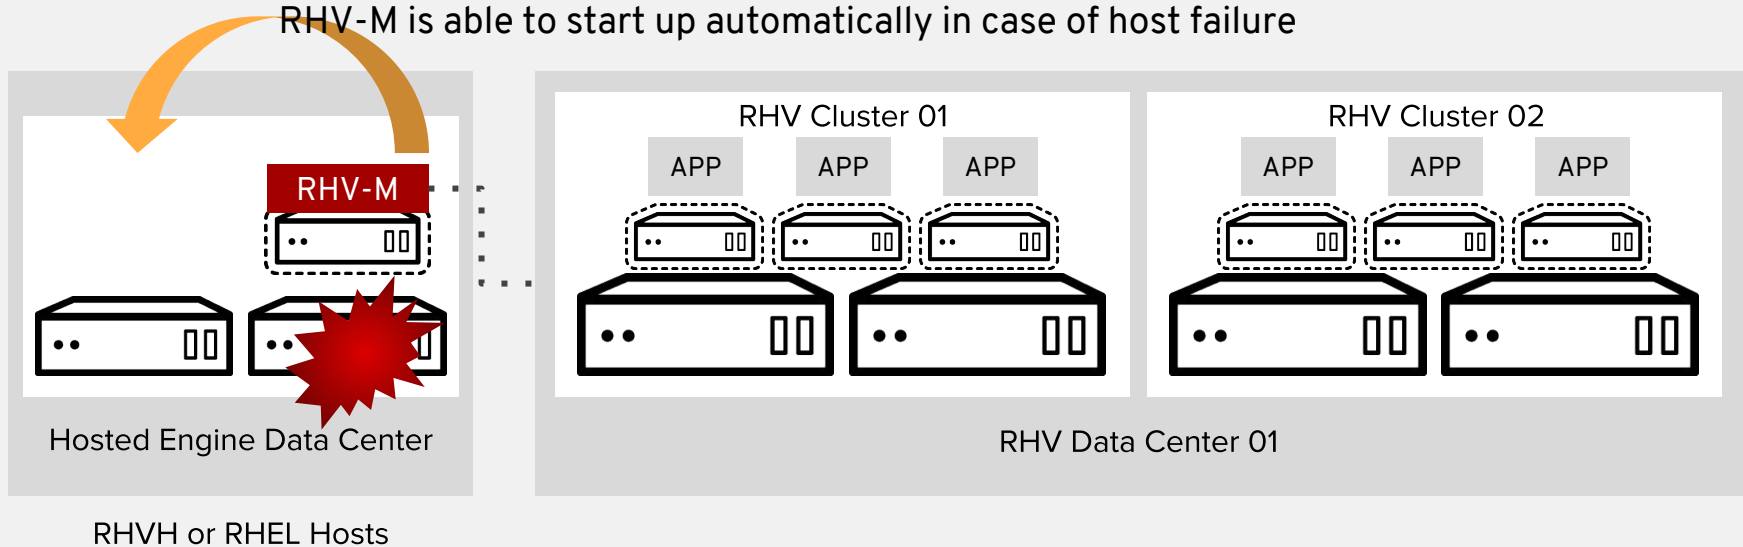 RHV-M is able to start up automatically in case of host failure
RHV-M
Hosted Engine Data Center
RHVH or RHEL Hosts
RHV Cluster 01
APP
APP
APP
RHV Cluster 02
APP
APP
APP
RHV Data Center 01